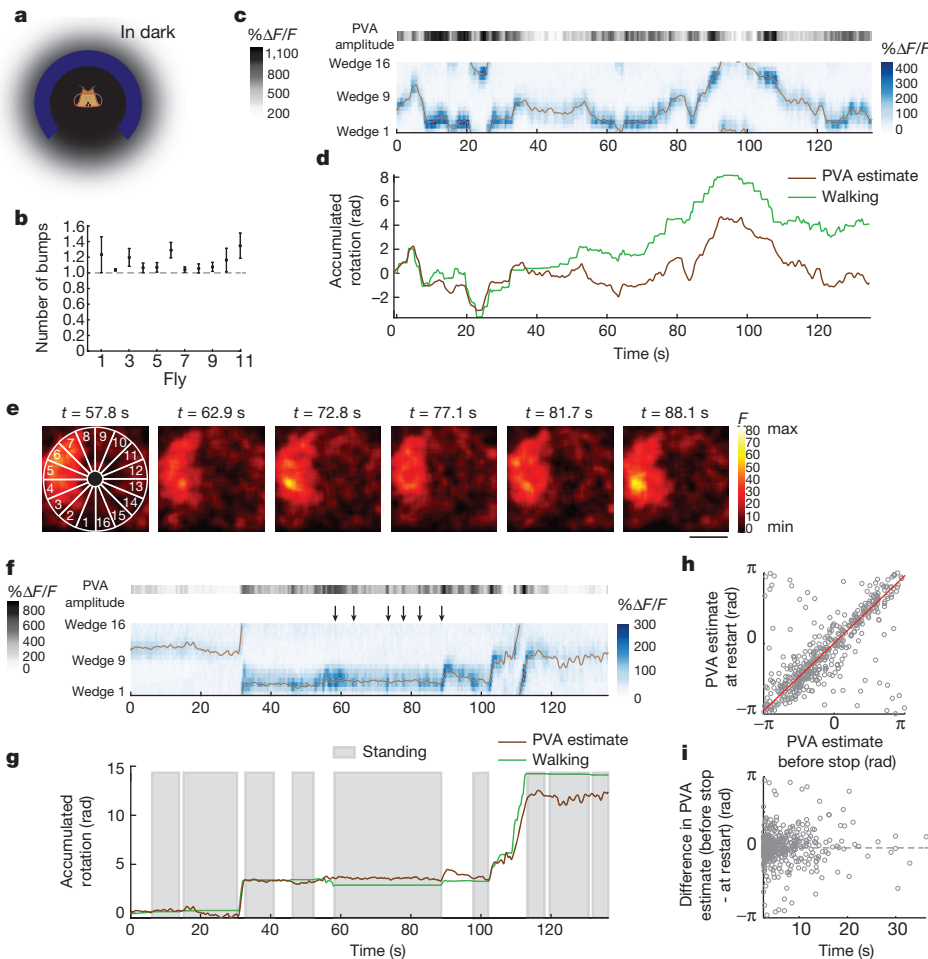 a
In dark
%ΔF/F
1,100
800
500
200
b
Number of bumps
1.6
1.4
1.2
1.0
0.8
0.6
0.4
0.2
0
1 3 5 7 9 11
Fly
c
PVA
amplitude
Wedge 16
Wedge 9
Wedge 1
0 20 40 60 80 100 120
%ΔF/F
400
300
200
100
0
d
Accumulated
rotation (rad)
8
6
4
2
0
−2
PVA estimate
Walking
0 20 40 60 80 100 120
Time (s)
e
t = 57.8 s t = 62.9 s t = 72.8 s t = 77.1 s t = 81.7 s t = 88.1 s
1 2 3 4 5 6 7 8 9 10 11 12 13 14 15 16
F
80 max
70
60
50
40
30
20
10
0 min
f
%ΔF/F
800
600
400
200
0
PVA
amplitude
Wedge 16
Wedge 9
Wedge 1
0 20 40 60 80 100 120
%ΔF/F
300
200
100
0
g
Standing
PVA estimate
Walking
Accumulated
rotation (rad)
15
10
5
0
0 20 40 60 80 100 120
Time (s)
h
PVA estimate
at restart (rad)
π
0
−π
−π 0 π
PVA estimate
before stop (rad)
i
Difference in PVA
estimate (before stop
- at restart) (rad)
π
0
−π
10 20 30
Time (s)